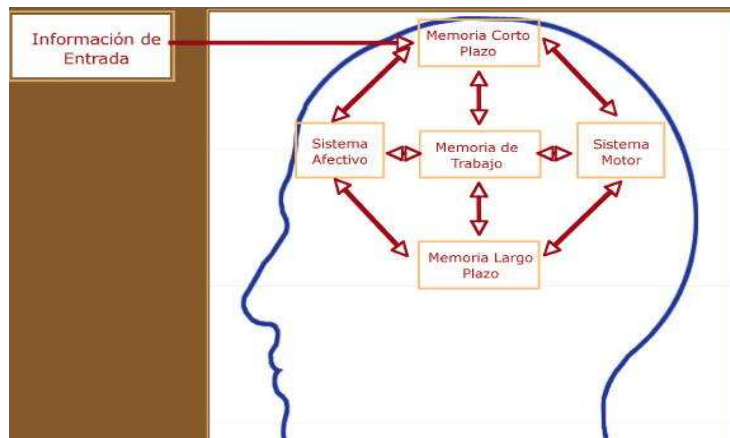 Información de
Entrada
Memoria Corto
Plazo
Sistema
Afectivo
Memoria de
Trabajo
Sistema
Motor
Memoria Largo
Plazo